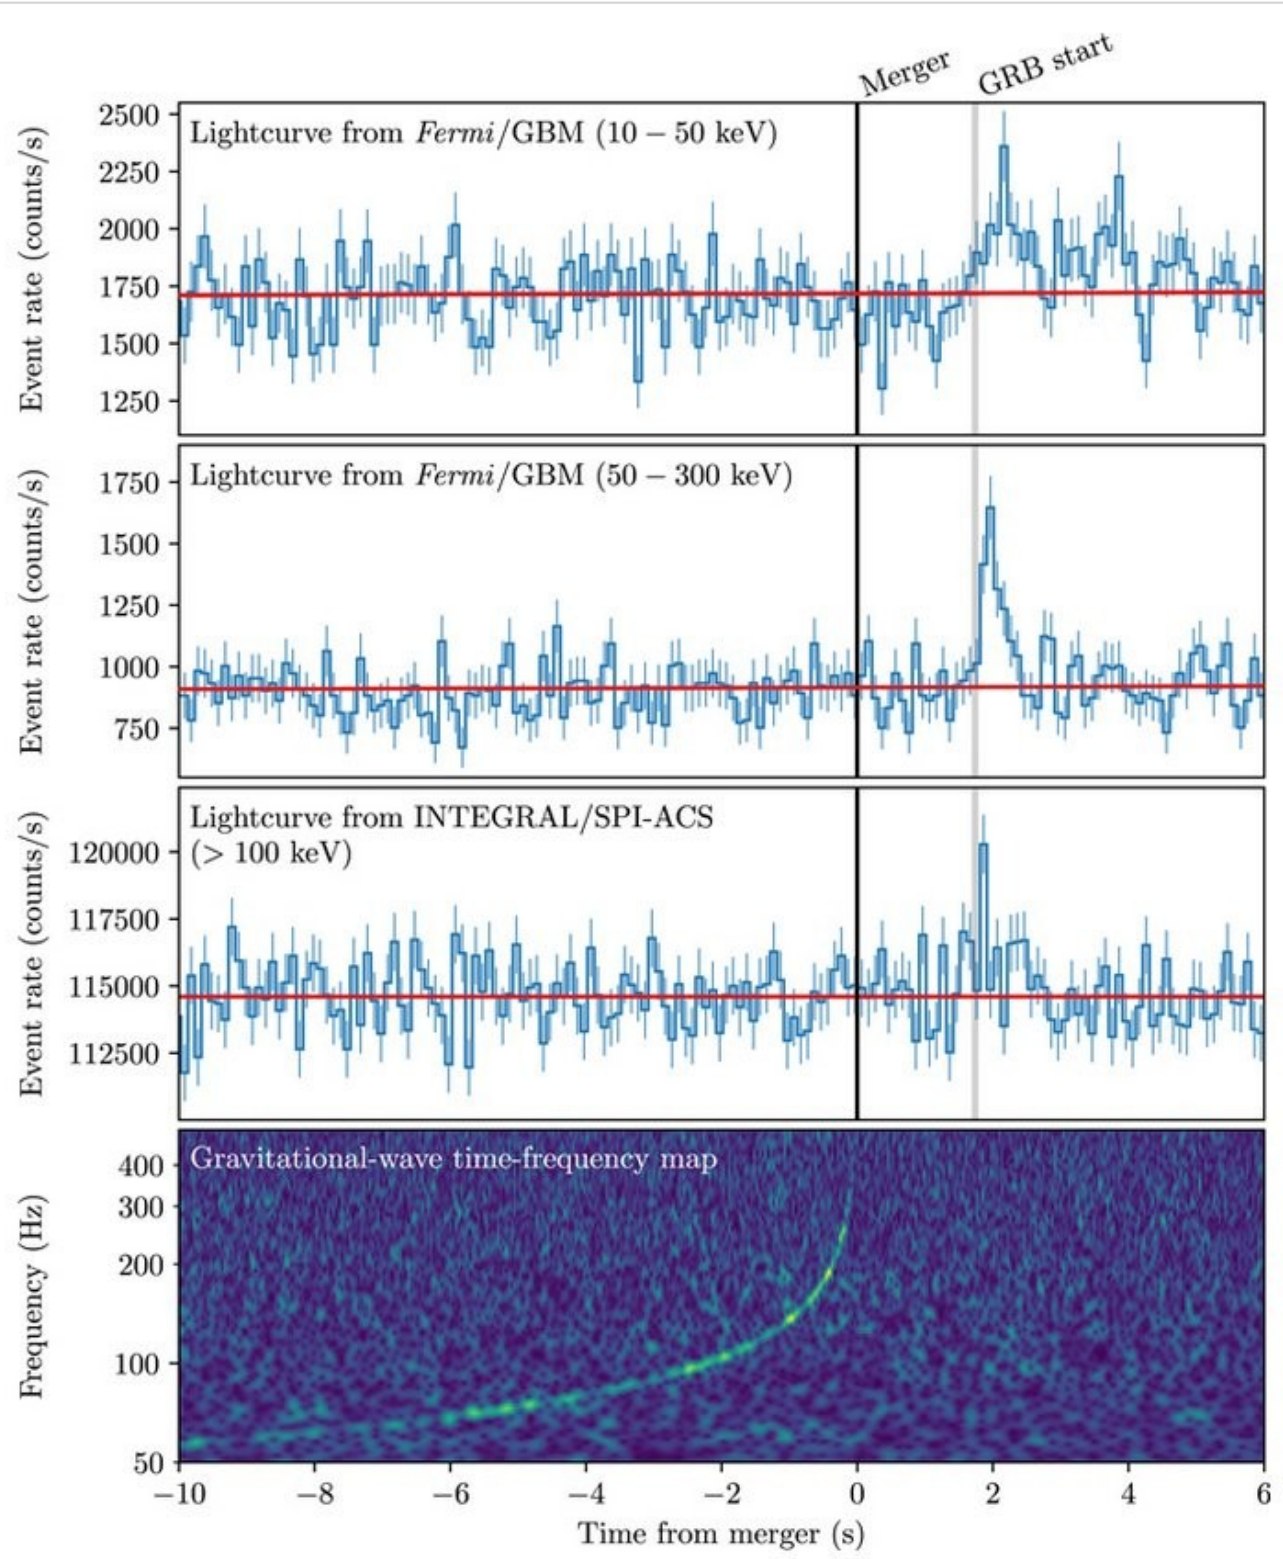 Merger
GRB start
Lightcurve from Fermi/GBM (10 – 50 keV)
Event rate (counts/s)
2500
2250
2000
1750
1500
1250
Lightcurve from Fermi/GBM (50 – 300 keV)
Event rate (counts/s)
1750
1500
1250
1000
750
Lightcurve from INTEGRAL/SPI-ACS
(> 100 keV)
Event rate (counts/s)
120000
117500
115000
112500
Gravitational-wave time-frequency map
Frequency (Hz)
400
300
200
100
50
−10 −8 −6 −4 −2 0 2 4 6
Time from merger (s)